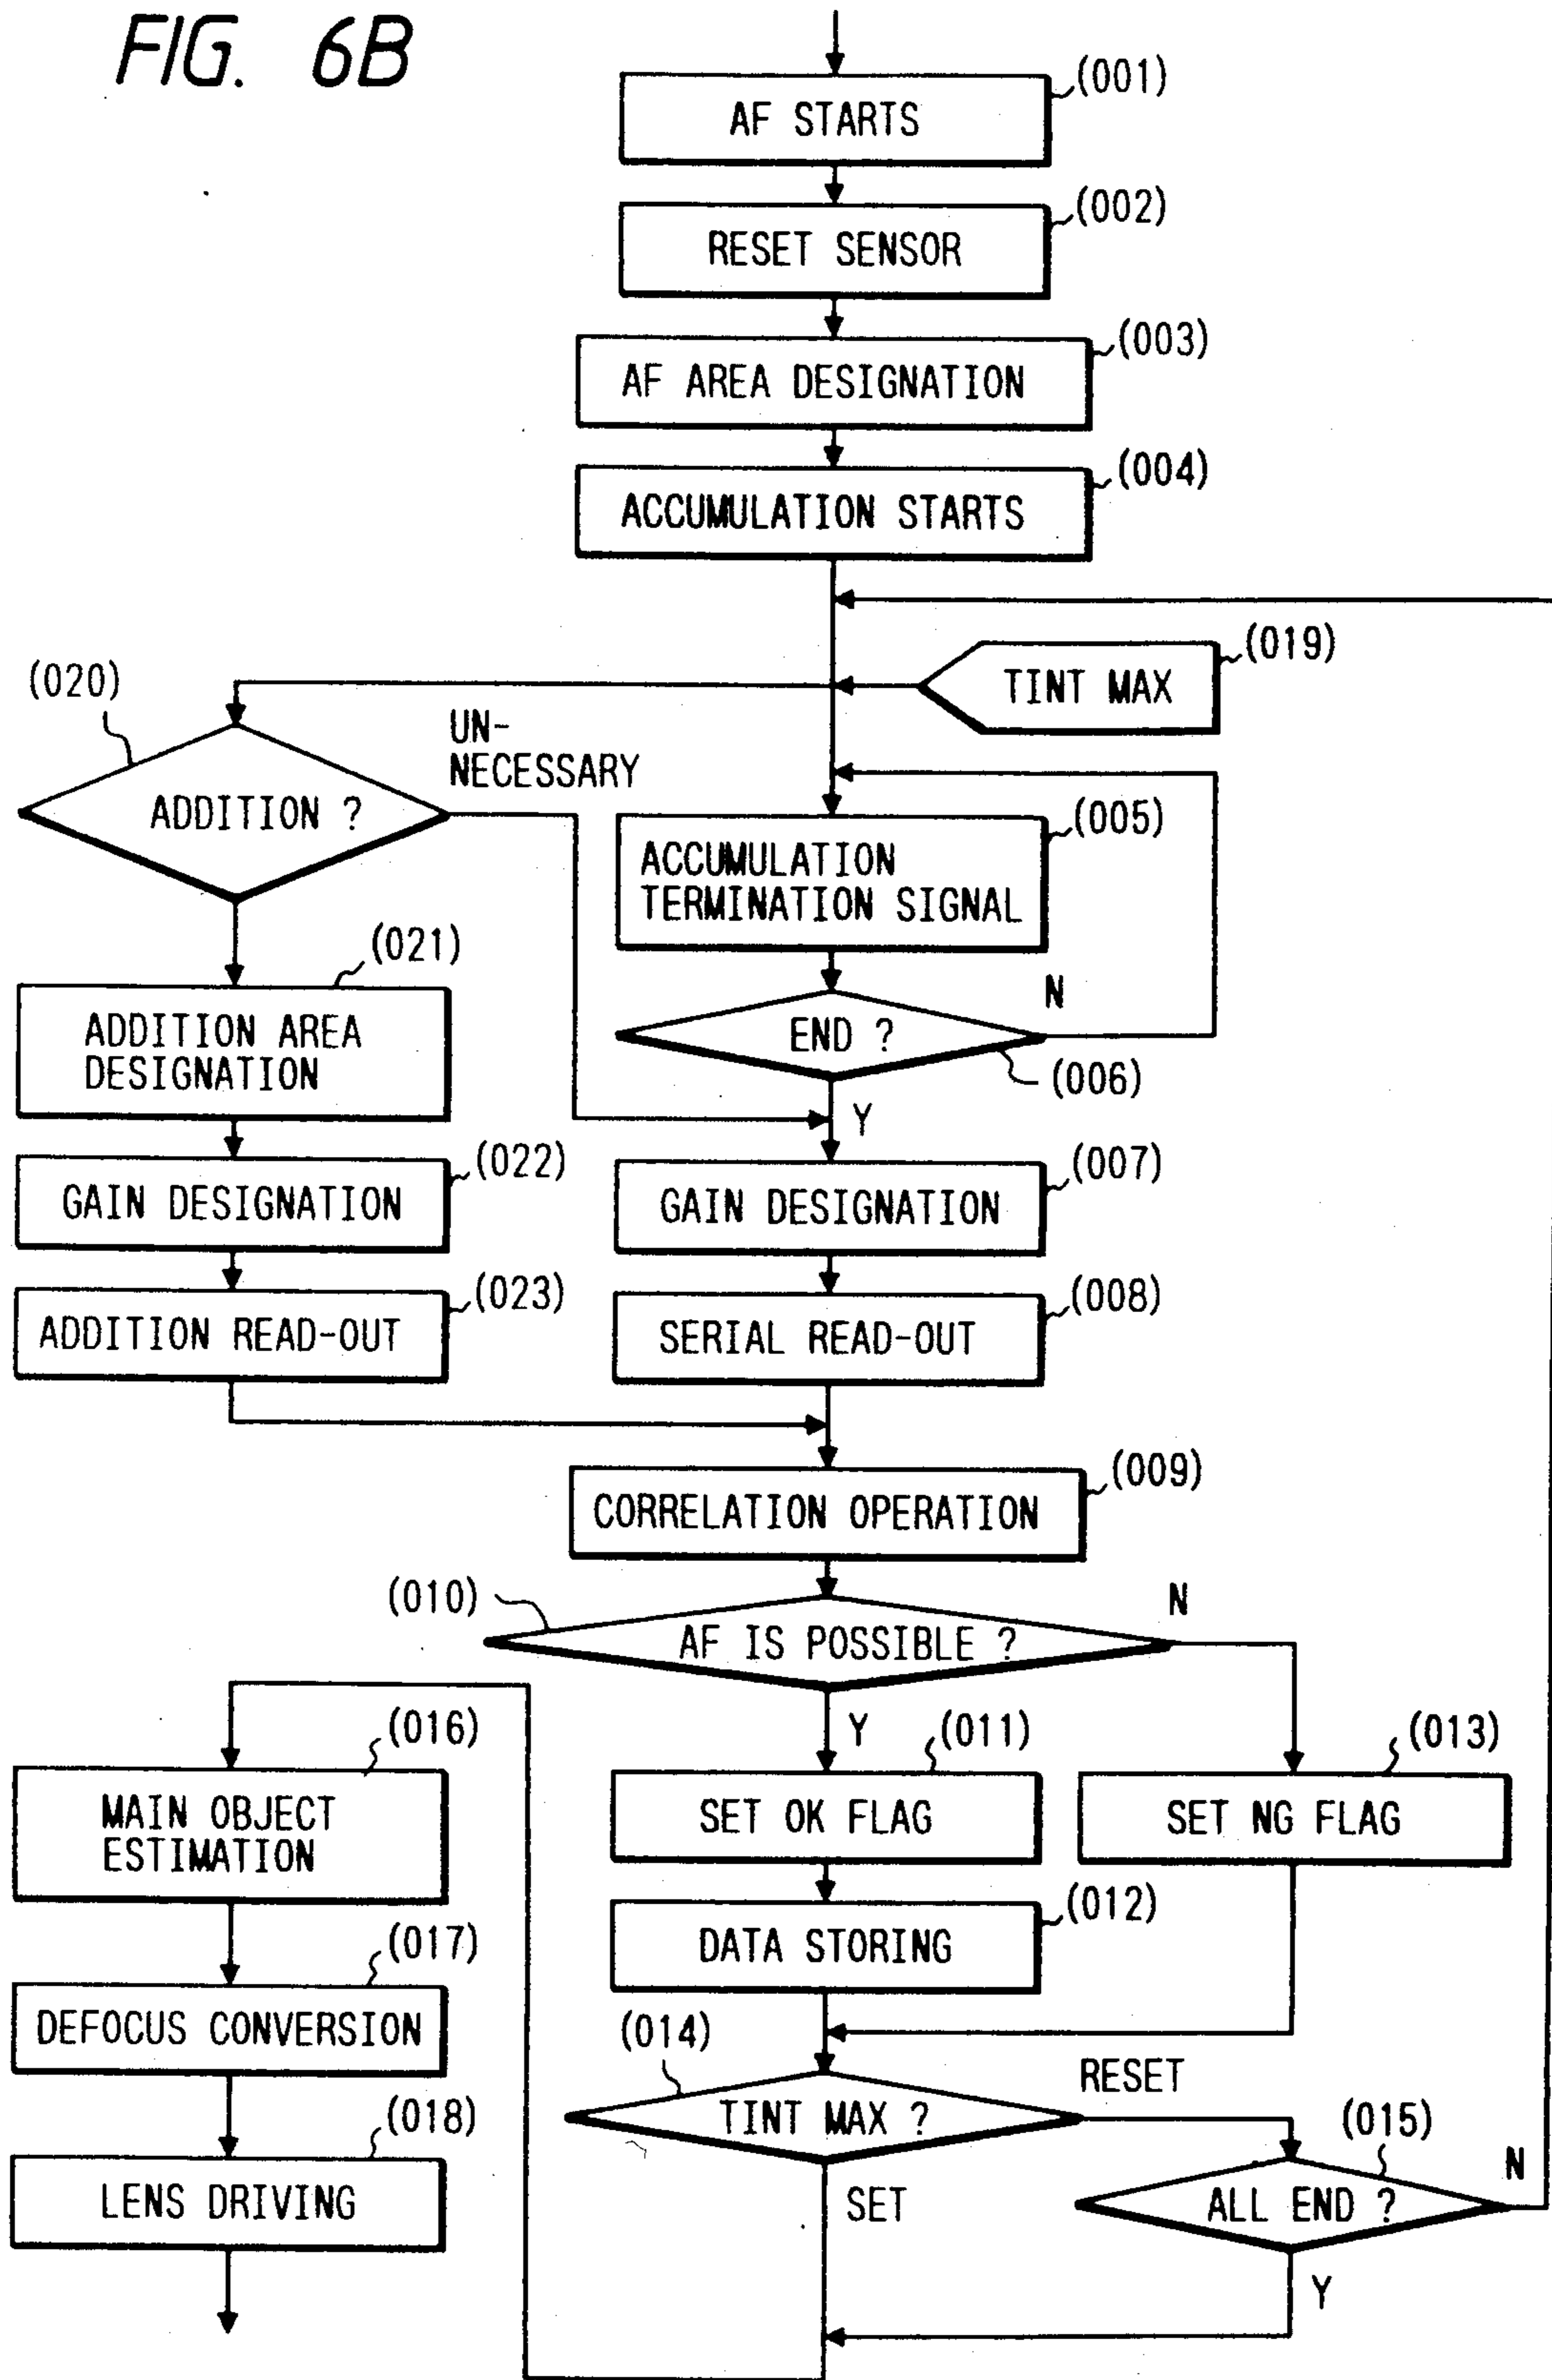 FIG. 6B
(001)
AF STARTS
(002)
RESET SENSOR
(003)
AF AREA DESIGNATION
(004)
ACCUMULATION STARTS
(019)
TINT MAX
(020)
UN-
NECESSARY
ADDITION ?
(005)
ACCUMULATION
TERMINATION SIGNAL
(021)
ADDITION AREA
DESIGNATION
N
END ?
(006)
Y
(022)
GAIN DESIGNATION
(007)
GAIN DESIGNATION
(023)
ADDITION READ-OUT
(008)
SERIAL READ-OUT
(009)
CORRELATION OPERATION
(010)
N
AF IS POSSIBLE ?
Y
(016)
MAIN OBJECT
ESTIMATION
(011)
SET OK FLAG
(013)
SET NG FLAG
(012)
DATA STORING
(017)
DEFOCUS CONVERSION
(014)
RESET
TINT MAX ?
(018)
LENS DRIVING
SET
(015)
N
ALL END ?
Y